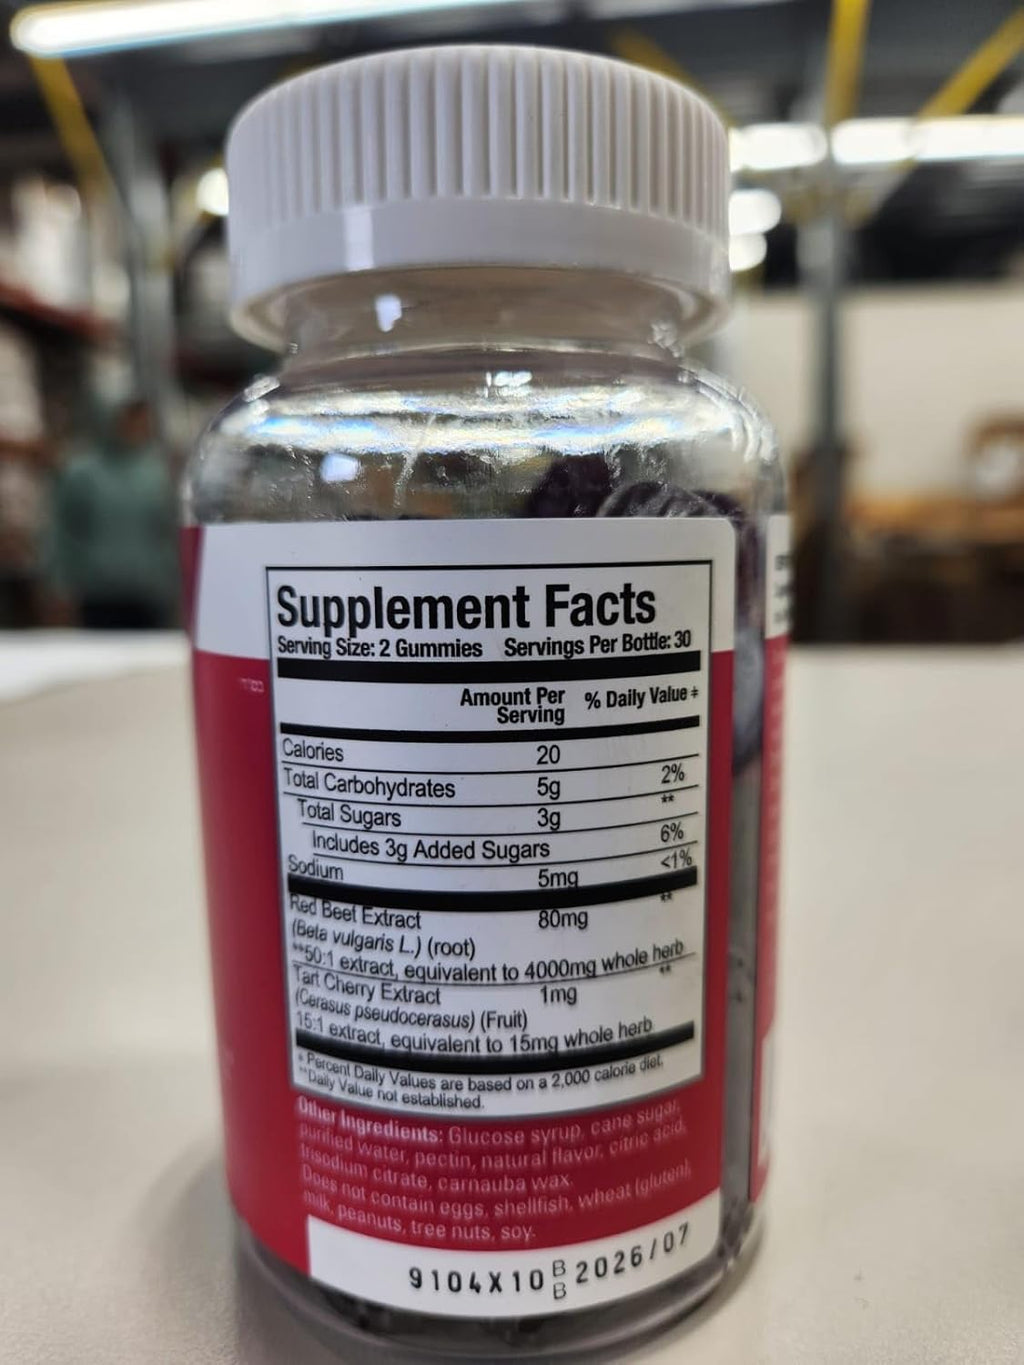 Supplement Facts
Serving Size: 2 Gummies Servings Per Bottle: 30
Amount Per Serving % Daily Value ‡
Calories 20
Total Carbohydrates 5g 2%
Total Sugars 3g **
Includes 3g Added Sugars 6%
Sodium 5mg <1%
Red Beet Extract 80mg **
(Beta vulgaris L.) (root)
**50:1 extract, equivalent to 4000mg whole herb
Tart Cherry Extract 1mg **
(Cerasus pseudocerasus) (Fruit)
15:1 extract, equivalent to 15mg whole herb
Percent Daily Values are based on a 2,000 calorie diet.
**Daily Value not established.
Other Ingredients: Glucose syrup, cane sugar,
purified water, pectin, natural flavor, citric acid,
trisodium citrate, carnauba wax.
Does not contain eggs, shellfish, wheat (gluten),
milk, peanuts, tree nuts, soy.
9104X10 B B 2026/07